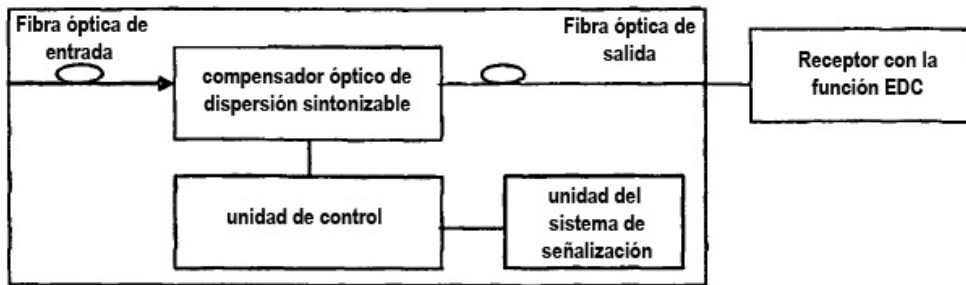 Fibra óptica de
entrada
compensador óptico de
dispersión sintonizable
Fibra óptica de
salida
Receptor con la
función EDC
unidad de control
unidad del
sistema de
señalización